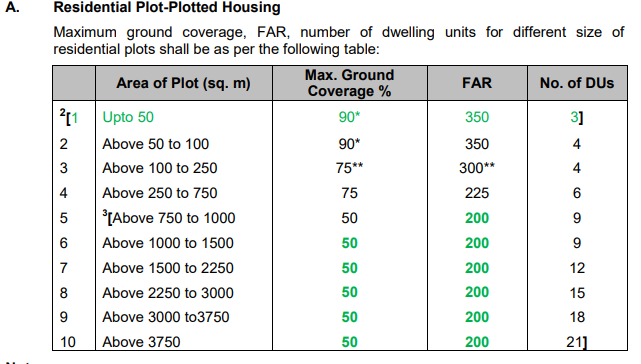 A. Residential Plot-Plotted Housing
Maximum ground coverage, FAR, number of dwelling units for different size of
residential plots shall be as per the following table:
Area of Plot (sq. m) Max. Ground Coverage % FAR No. of DUs
²[1 Upto 50 90* 350 3]
2 Above 50 to 100 90* 350 4
3 Above 100 to 250 75** 300** 4
4 Above 250 to 750 75 225 6
5 ³[Above 750 to 1000 50 200 9
6 Above 1000 to 1500 50 200 9
7 Above 1500 to 2250 50 200 12
8 Above 2250 to 3000 50 200 15
9 Above 3000 to3750 50 200 18
10 Above 3750 50 200 21]